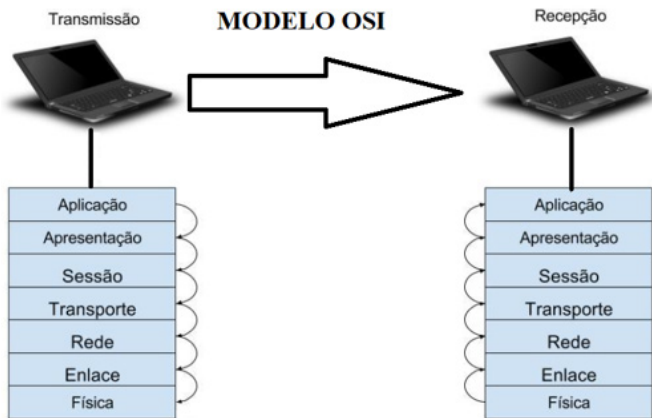 Transmissão
MODELO OSI
Recepção
Aplicação
Apresentação
Sessão
Transporte
Rede
Enlace
Física
Aplicação
Apresentação
Sessão
Transporte
Rede
Enlace
Física